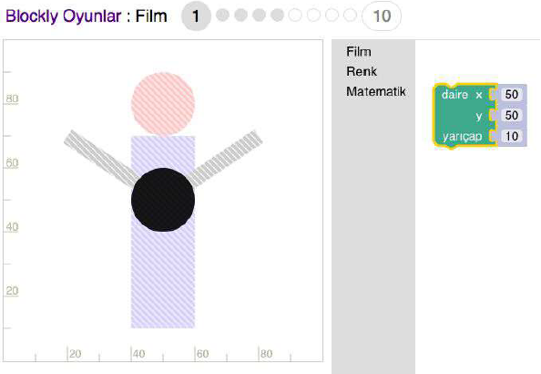 Blockly Oyunlar : Film 1 10
Film
Renk
Matematik
daire x 50
y 50
yarıçap 10
80
60
40
20
20 40 60 80